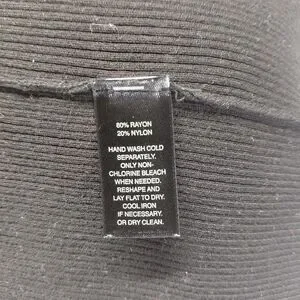 80% RAYON
20% NYLON
HAND WASH COLD
SEPARATELY.
ONLY NON-
CHLORINE BLEACH
WHEN NEEDED.
RESHAPE AND
LAY FLAT TO DRY.
COOL IRON
IF NECESSARY.
OR DRY CLEAN.